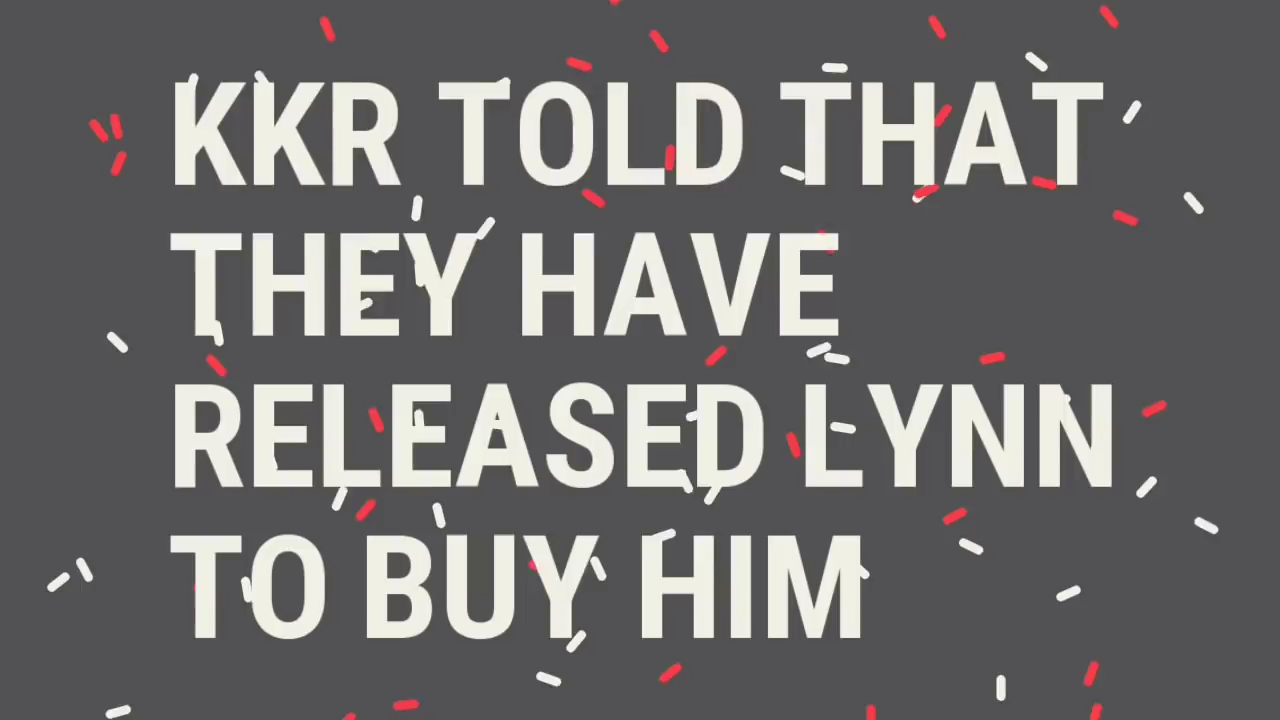 KKR TOLD THAT
THEY HAVE
RELEASED LYNN
TO BUY HIM